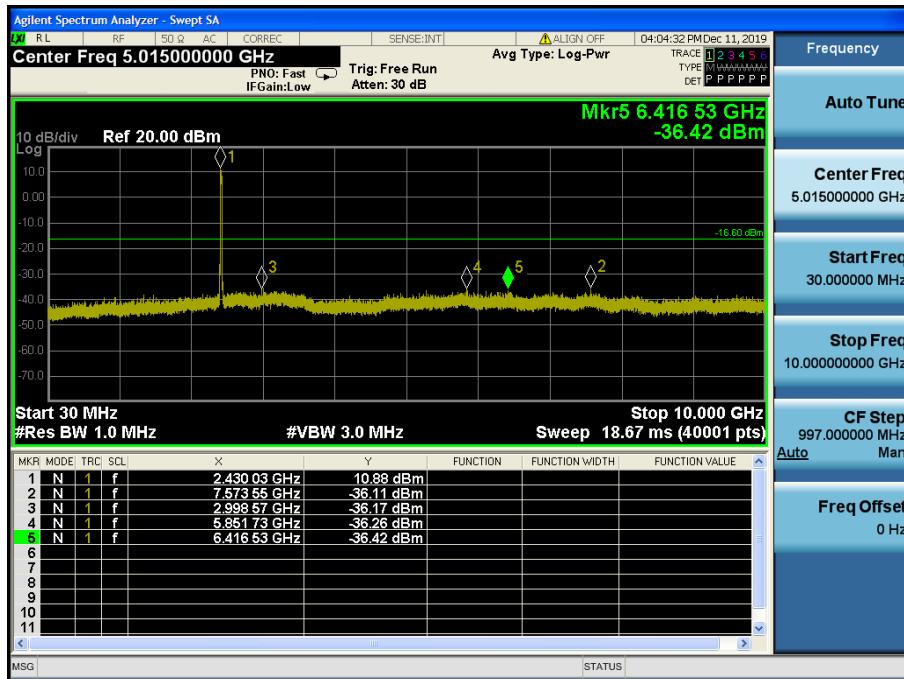 Agilent Spectrum Analyzer - Swept SA
LXI RL RF 50 Ω AC CORREC SENSE:INT ALIGN OFF 04:04:32 PM Dec 11, 2019
Center Freq 5.015000000 GHz
PNO: Fast
IFGain:Low
Trig: Free Run
Atten: 30 dB
Avg Type: Log-Pwr
TRACE 1 2 3 4 5 6
TYPE M WWWWW
DET P P P P P P
Mkr5 6.416 53 GHz
-36.42 dBm
10 dB/div Ref 20.00 dBm
Log
10.0
0.00
-10.0
-20.0
-30.0
-40.0
-50.0
-60.0
-70.0
1
3
4
5
2
-16.60 dBm
Start 30 MHz Stop 10.000 GHz
#Res BW 1.0 MHz #VBW 3.0 MHz Sweep 18.67 ms (40001 pts)
MKR MODE TRC SCL X Y FUNCTION FUNCTION WIDTH FUNCTION VALUE
1 N 1 f 2.430 03 GHz 10.88 dBm
2 N 1 f 7.573 55 GHz -36.11 dBm
3 N 1 f 2.998 57 GHz -36.17 dBm
4 N 1 f 5.851 73 GHz -36.26 dBm
5 N 1 f 6.416 53 GHz -36.42 dBm
6
7
8
9
10
11
MSG STATUS
Frequency
Auto Tune
Center Freq
5.015000000 GHz
Start Freq
30.000000 MHz
Stop Freq
10.000000000 GHz
CF Step
997.000000 MHz
Auto Man
Freq Offset
0 Hz